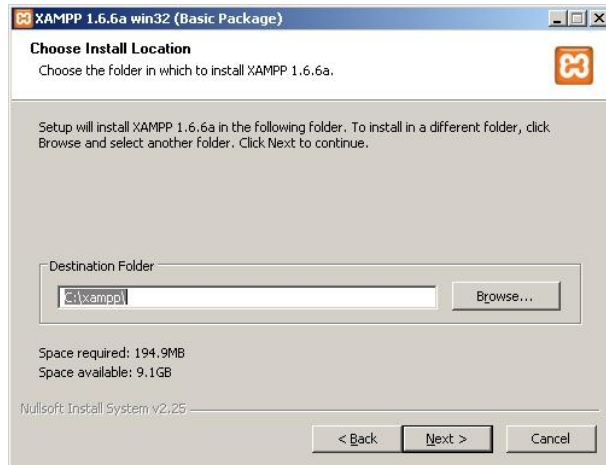 XAMPP 1.6.6a win32 (Basic Package)
Choose Install Location
Choose the folder in which to install XAMPP 1.6.6a.
Setup will install XAMPP 1.6.6a in the following folder. To install in a different folder, click
Browse and select another folder. Click Next to continue.
Destination Folder
C:\xampp\
Browse...
Space required: 194.9MB
Space available: 9.1GB
Nullsoft Install System v2.25
< Back
Next >
Cancel